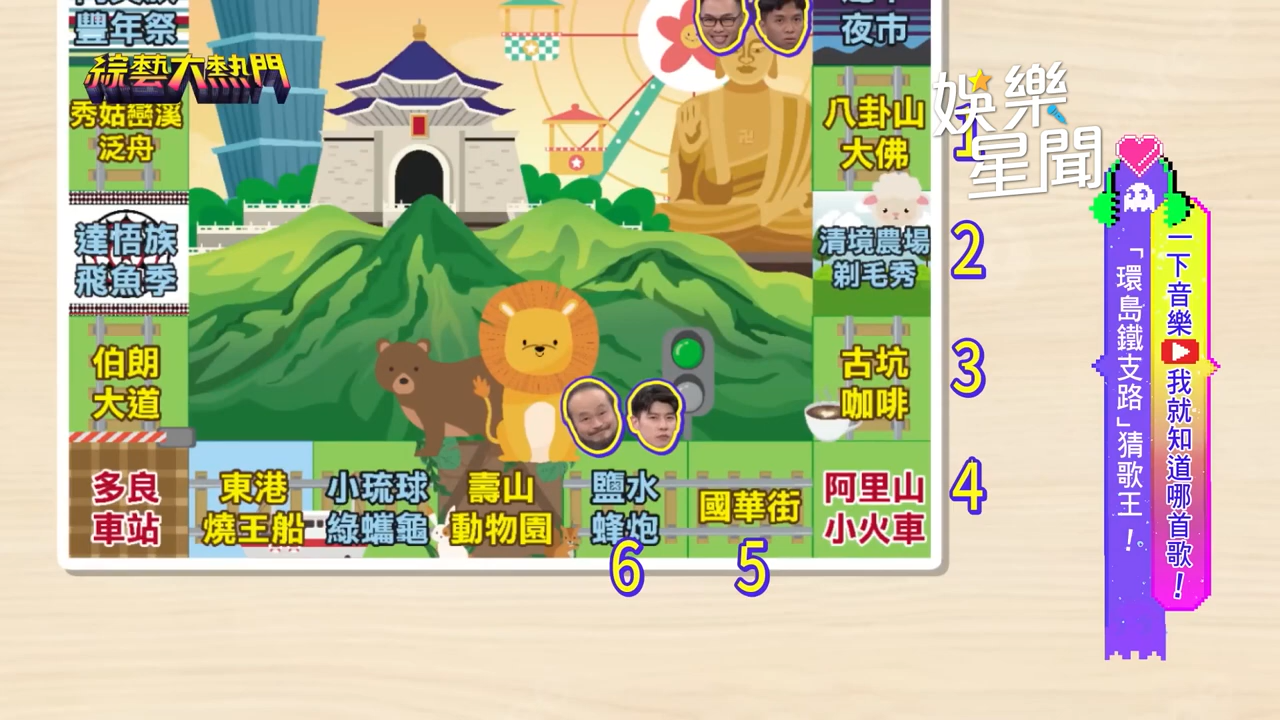 豐年祭
夜市
綜藝大熱門
娛樂
星聞
秀姑巒溪
泛舟
八卦山
大佛
1
達悟族
飛魚季
清境農場
剃毛秀
2
伯朗
大道
古坑
咖啡
3
多良
車站
東港
燒王船
小琉球
綠蠵龜
壽山
動物園
鹽水
蜂炮
國華街
阿里山
小火車
4
6
5
一下音樂我就知道哪首歌!
「環島鐵支路」猜歌王!